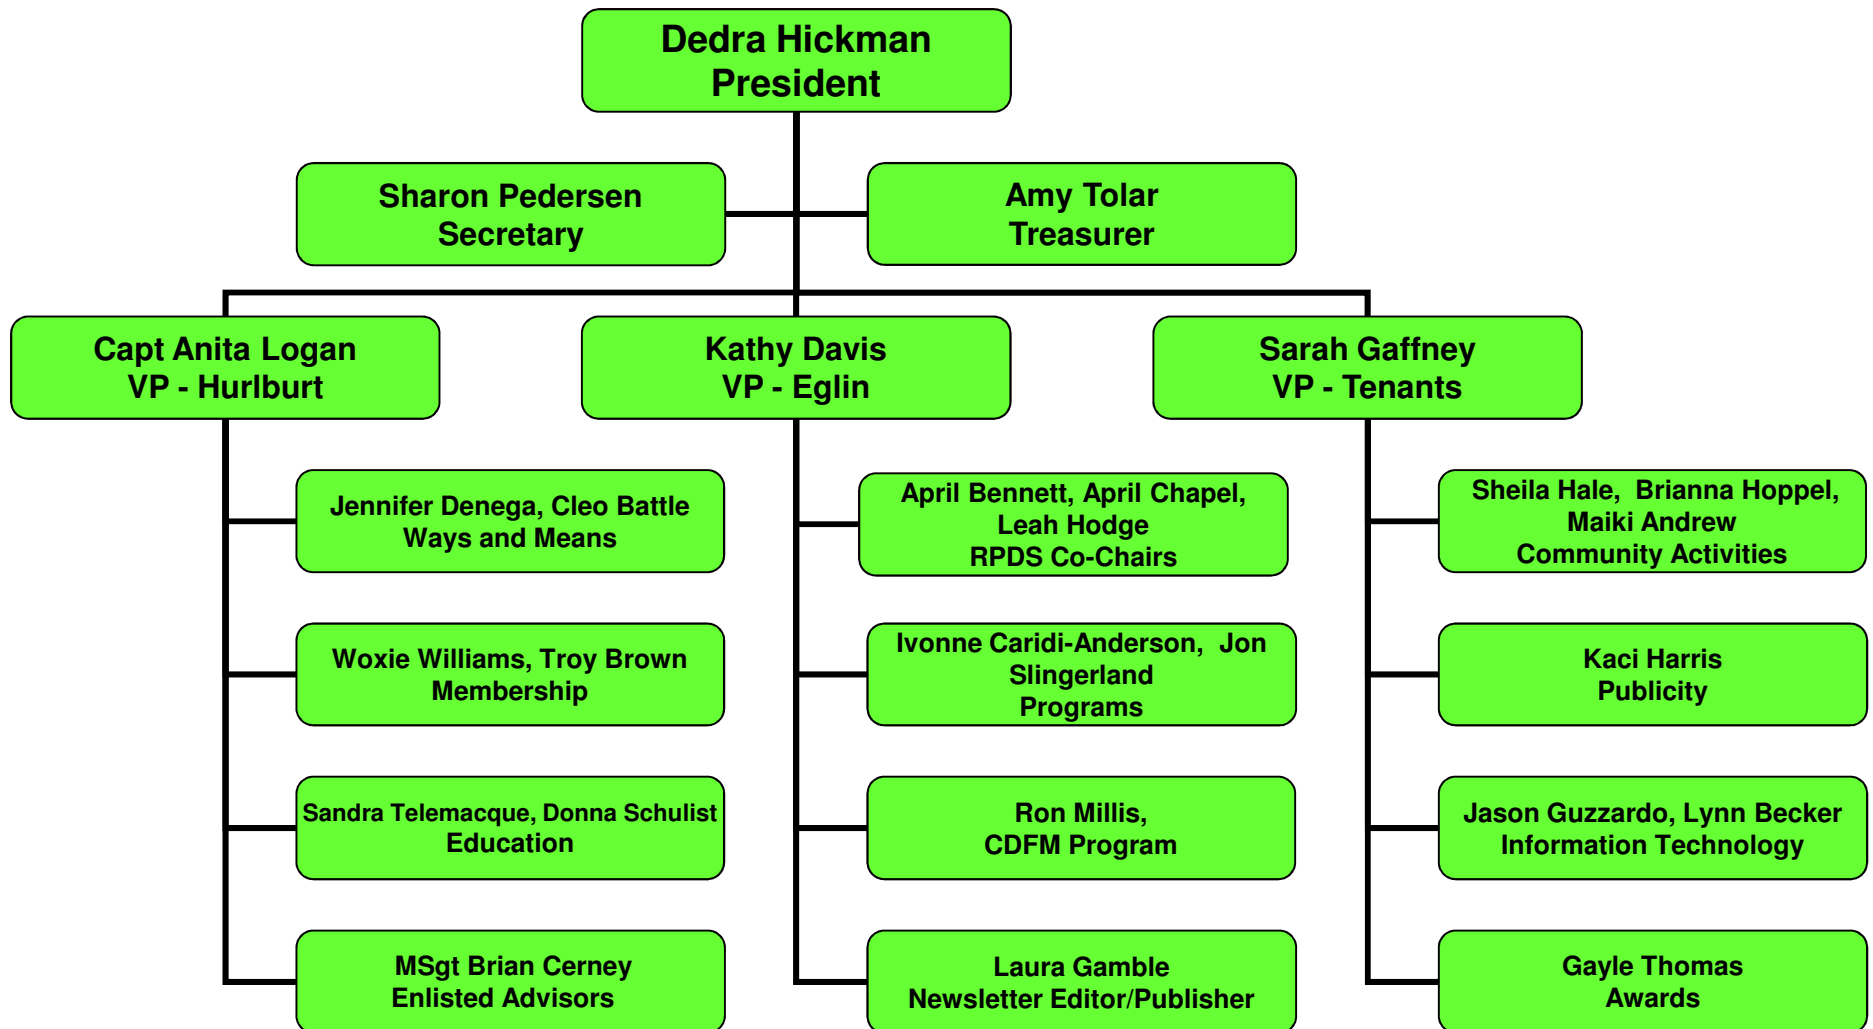 Dedra Hickman
President
Sharon Pedersen
Secretary
Amy Tolar
Treasurer
Capt Anita Logan
VP - Hurlburt
Kathy Davis
VP - Eglin
Sarah Gaffney
VP - Tenants
Jennifer Denega, Cleo Battle
Ways and Means
April Bennett, April Chapel,
Leah Hodge
RPDS Co-Chairs
Sheila Hale,  Brianna Hoppel,
Maiki Andrew
Community Activities
Woxie Williams, Troy Brown
Membership
Ivonne Caridi-Anderson,  Jon
Slingerland
Programs
Kaci Harris
Publicity
Sandra Telemacque, Donna Schulist
Education
Ron Millis,
CDFM Program
Jason Guzzardo, Lynn Becker
Information Technology
MSgt Brian Cerney
Enlisted Advisors
Laura Gamble
Newsletter Editor/Publisher
Gayle Thomas
Awards